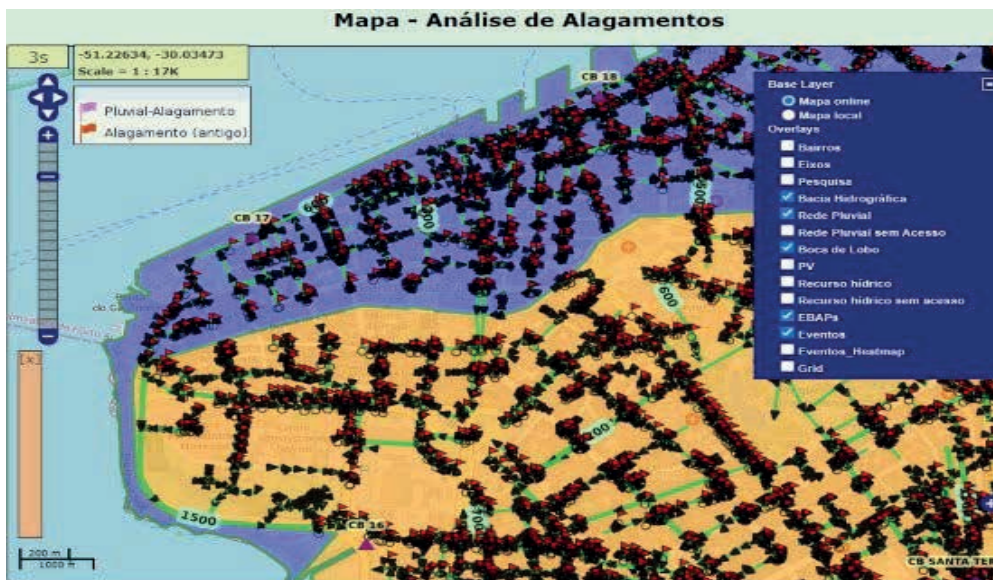 Mapa - Análise de Alagamentos
3s
-51.22634, -30.03473
Scale = 1 : 17K
Pluvial-Alagamento
Alagamento (antigo)
[x]
Base Layer
Mapa online
Mapa local
Overlays
Bairros
Eixos
Pesquisa
Bacia Hidrográfica
Rede Pluvial
Rede Pluvial sem Acesso
Boca de Lobo
PV
Recurso hídrico
Recurso hídrico sem acesso
EBAPs
Eventos
Eventos_Heatmap
Grid
CB 18
CB 17
600
600
1500
CB 16
CB SANTA TER
200 m
1000 ft